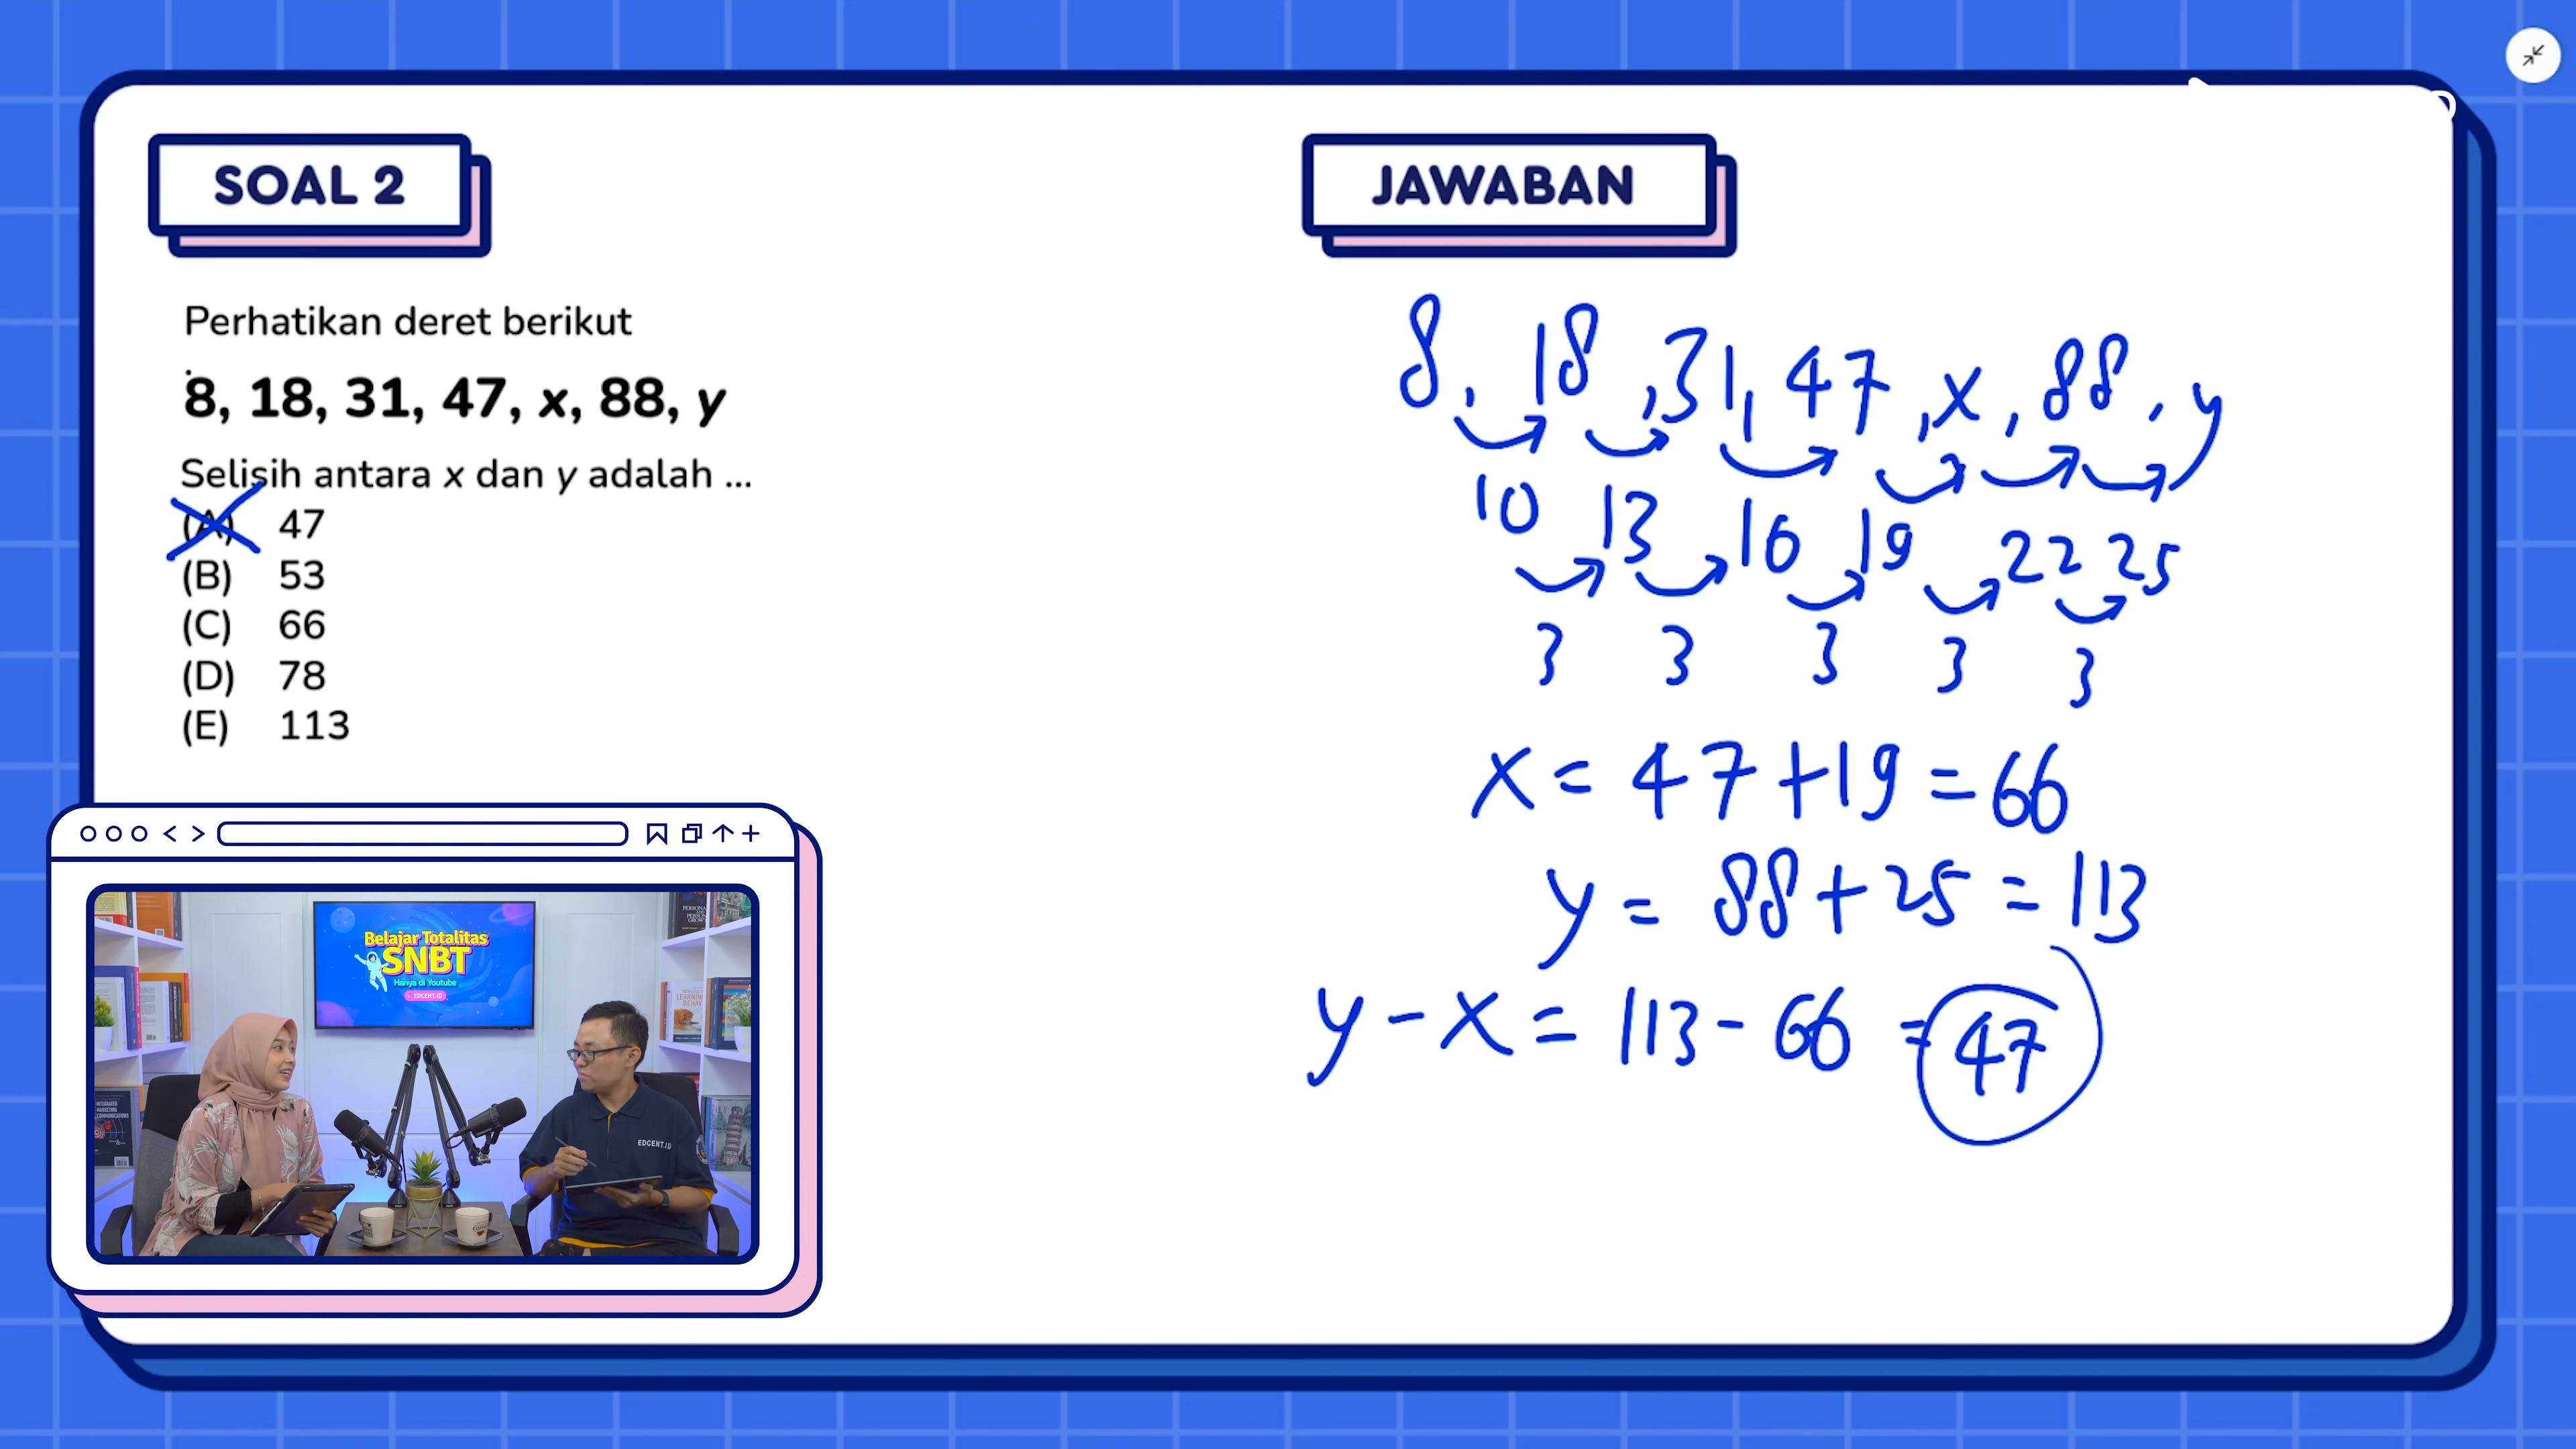 SOAL 2
Perhatikan deret berikut
8, 18, 31, 47, x, 88, y
Selisih antara x dan y adalah ...
(A) 47
(B) 53
(C) 66
(D) 78
(E) 113
JAWABAN
8, 18, 31, 47, x, 88, y
10 13 16 19 22 25
3 3 3 3 3
x = 47 + 19 = 66
y = 88 + 25 = 113
y - x = 113 - 66 = 47
Belajar Totalitas
SNBT
Hanya di Youtube
EDCENT.ID
EDCENT.ID